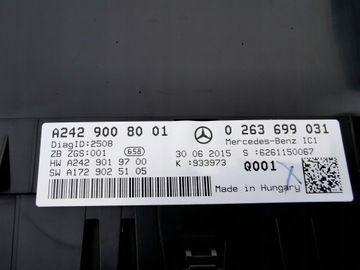 A242 900 80 01
0 263 699 031
DiagID:2508
Mercedes-Benz IC1
ZB ZGS:001 658
30 06 2015 S :6261150067
HW A242 901 97 00
K :933973
Q001
SW A172 902 51 05
Made in Hungary